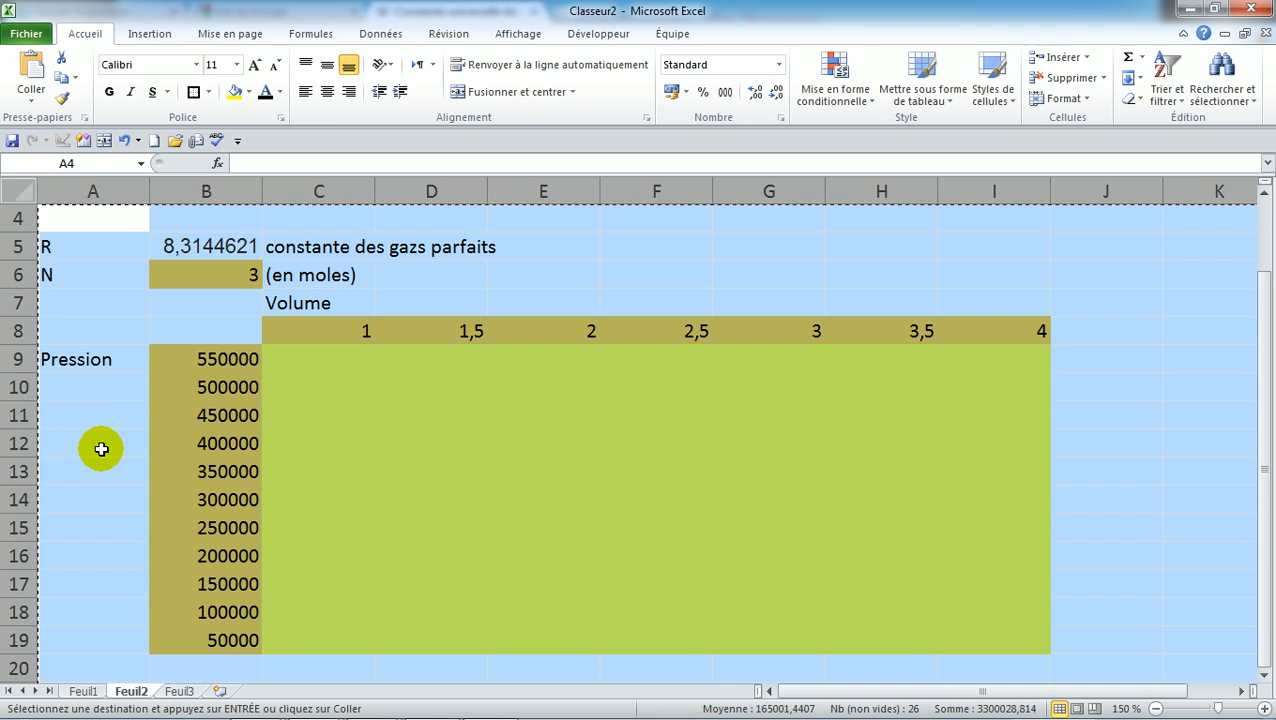 Classeur2 - Microsoft Excel
Fichier Accueil Insertion Mise en page Formules Données Révision Affichage Développeur Équipe
Coller
Presse-papiers
Calibri 11
G I S
Police
Renvoyer à la ligne automatiquement
Fusionner et centrer
Alignement
Standard
% 000
Nombre
Mise en forme conditionnelle
Mettre sous forme de tableau
Styles de cellules
Style
Insérer
Supprimer
Format
Cellules
Trier et filtrer
Rechercher et sélectionner
Édition
A4 fx
A B C D E F G H I J K
4
5 R 8,3144621 constante des gazs parfaits
6 N 3 (en moles)
7 Volume
8 1 1,5 2 2,5 3 3,5 4
9 Pression 550000
10 500000
11 450000
12 400000
13 350000
14 300000
15 250000
16 200000
17 150000
18 100000
19 50000
20
Feuil1 Feuil2 Feuil3
Sélectionnez une destination et appuyez sur ENTRÉE ou cliquez sur Coller Moyenne : 165001,4407 Nb (non vides) : 26 Somme : 3300028,814 150 %